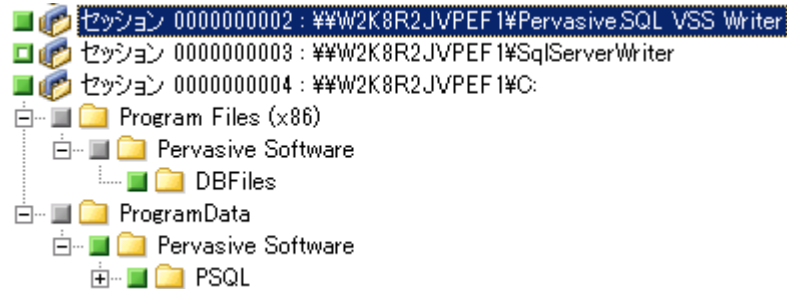 セッション 0000000002 : ¥¥W2K8R2JVPEF1¥Pervasive.SQL VSS Writer
セッション 0000000003 : ¥¥W2K8R2JVPEF1¥SqlServerWriter
セッション 0000000004 : ¥¥W2K8R2JVPEF1¥C:
Program Files (x86)
Pervasive Software
DBFiles
ProgramData
Pervasive Software
PSQL